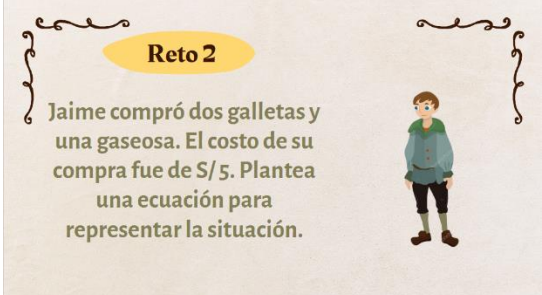 Reto 2
Jaime compró dos galletas y
una gaseosa. El costo de su
compra fue de S/ 5. Plantea
una ecuación para
representar la situación.